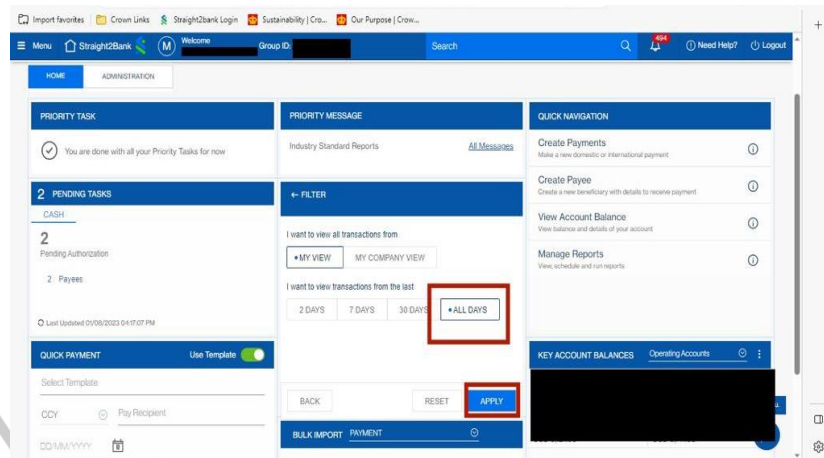 Import favorites Crown Links Straight2bank Login Sustainability | Cro... Our Purpose | Crow...
Menu Straight2Bank M Welcome Group ID: Search 494 Need Help? Logout
HOME ADMINISTRATION
PRIORITY TASK
You are done with all your Priority Tasks for now
2 PENDING TASKS
CASH
2
Pending Authorization
2 Payees
Last Updated 01/08/2023 04:17:07 PM
QUICK PAYMENT Use Template
Select Template
CCY Pay Recipient
DD/MM/YYYY
PRIORITY MESSAGE
Industry Standard Reports All Messages
← FILTER
I want to view all transactions from
MY VIEW MY COMPANY VIEW
I want to view transactions from the last
2 DAYS 7 DAYS 30 DAYS ALL DAYS
BACK RESET APPLY
BULK IMPORT PAYMENT
QUICK NAVIGATION
Create Payments
Make a new domestic or international payment
Create Payee
Create a new beneficiary with details to receive payment
View Account Balance
View balance and details of your account
Manage Reports
View, schedule and run reports
KEY ACCOUNT BALANCES Operating Accounts